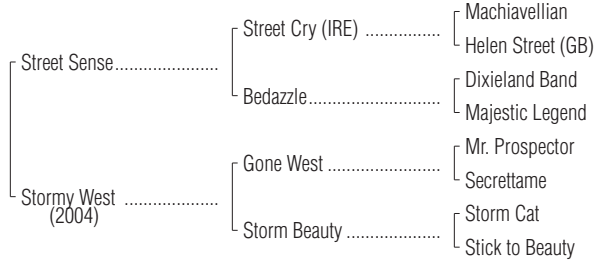 Machiavellian
Street Cry (IRE) ..................
Helen Street (GB)
Street Sense.........................
Dixieland Band
Bedazzle................................
Majestic Legend
Mr. Prospector
Gone West ...........................
Secrettame
Stormy West .......................
(2004)
Storm Cat
Storm Beauty .......................
Stick to Beauty